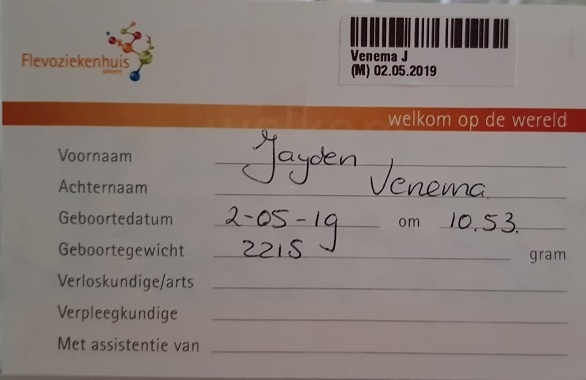 Flevoziekenhuis
almere
Venema J
(M) 02.05.2019
welkom op de wereld
Voornaam Jayden
Achternaam Venema
Geboortedatum 2-05-19 om 10.53.
Geboortegewicht 2215 gram
Verloskundige/arts
Verpleegkundige
Met assistentie van